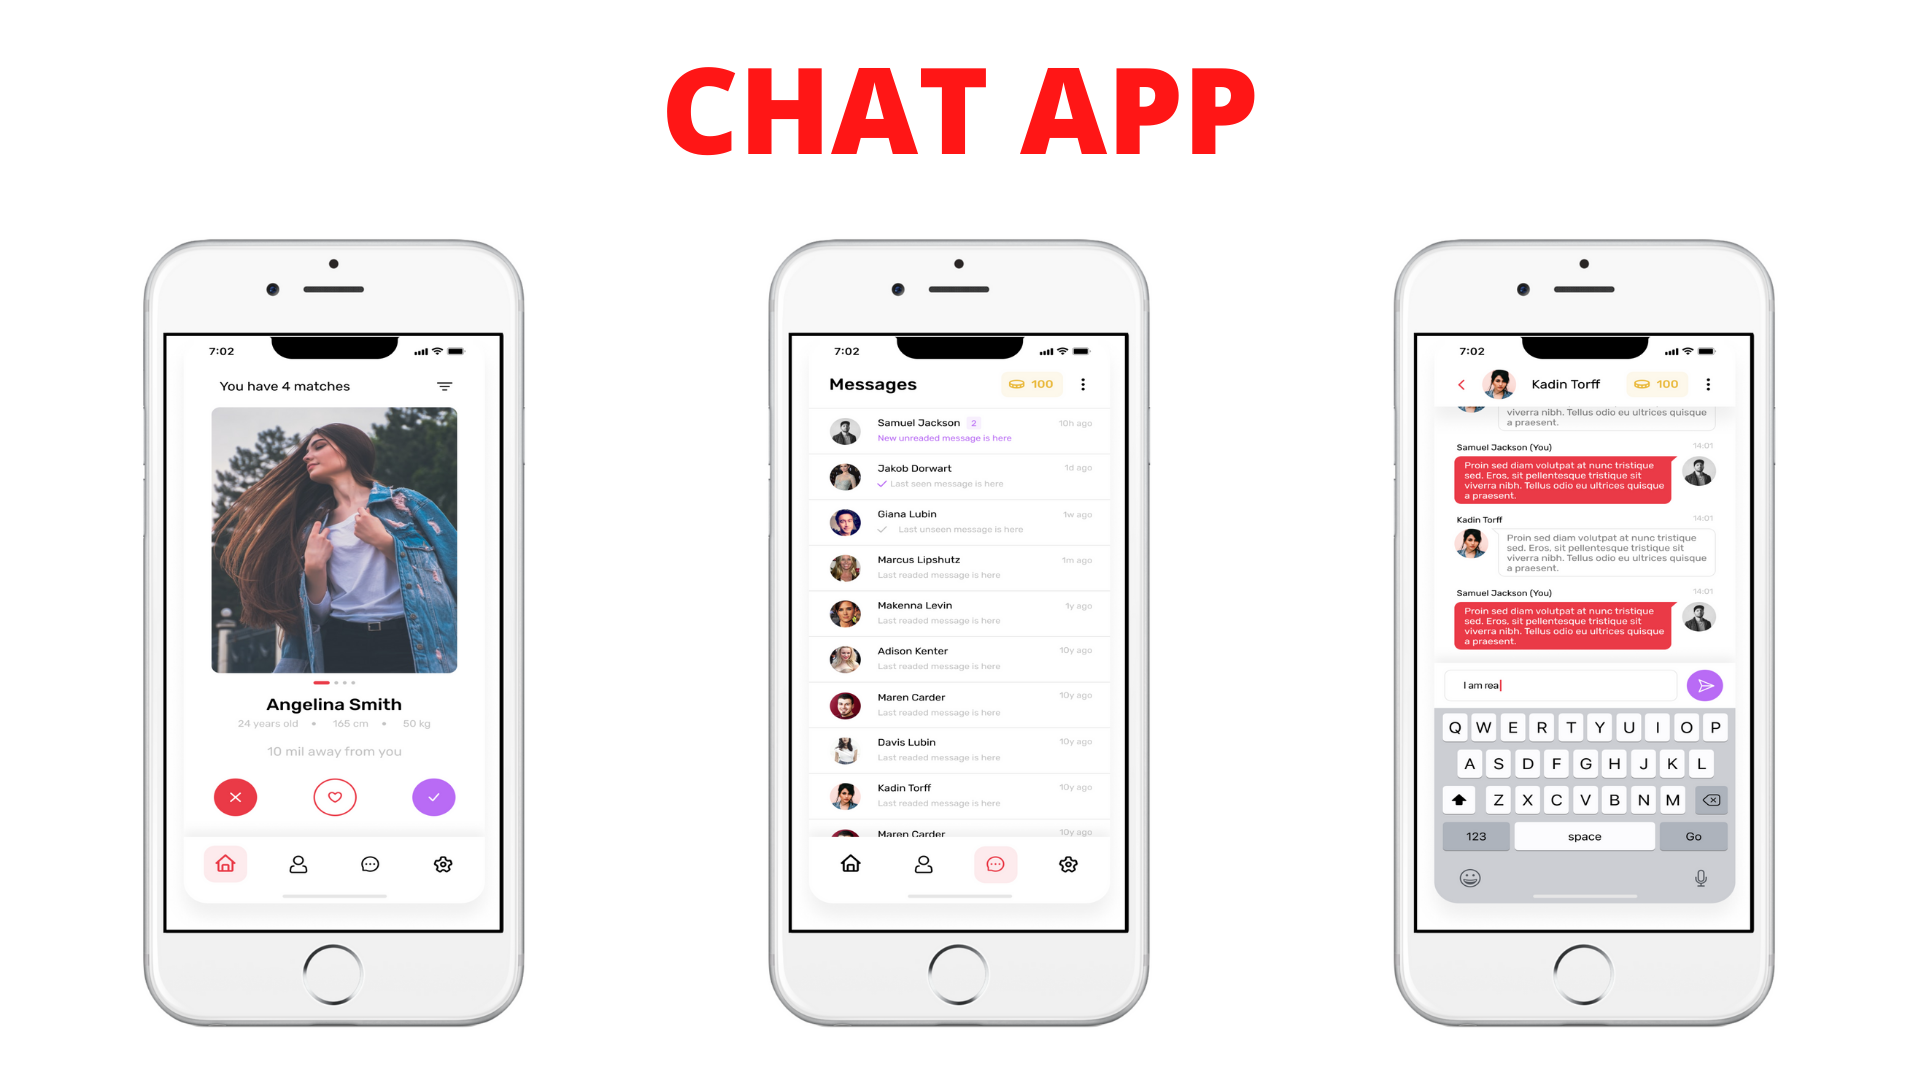 CHAT APP
7:02
You have 4 matches
Angelina Smith
24 years old • 165 cm • 50 kg
10 mil away from you
7:02
Messages
100
Samuel Jackson 2
10h ago
New unreaded message is here
Jakob Dorwart
1d ago
Last seen message is here
Giana Lubin
1w ago
Last unseen message is here
Marcus Lipshutz
1m ago
Last readed message is here
Makenna Levin
1y ago
Last readed message is here
Adison Kenter
10y ago
Last readed message is here
Maren Carder
10y ago
Last readed message is here
Davis Lubin
10y ago
Last readed message is here
Kadin Torff
10y ago
Last readed message is here
Maren Carder
10y ago
7:02
Kadin Torff
100
viverra nibh. Tellus odio eu ultrices quisque
a praesent.
Samuel Jackson (You)
14:01
Proin sed diam volutpat at nunc tristique
sed. Eros, sit pellentesque tristique sit
viverra nibh. Tellus odio eu ultrices quisque
a praesent.
Kadin Torff
14:01
Proin sed diam volutpat at nunc tristique
sed. Eros, sit pellentesque tristique sit
viverra nibh. Tellus odio eu ultrices quisque
a praesent.
Samuel Jackson (You)
14:01
Proin sed diam volutpat at nunc tristique
sed. Eros, sit pellentesque tristique sit
viverra nibh. Tellus odio eu ultrices quisque
a praesent.
I am rea
Q W E R T Y U I O P
A S D F G H J K L
Z X C V B N M
123 space Go